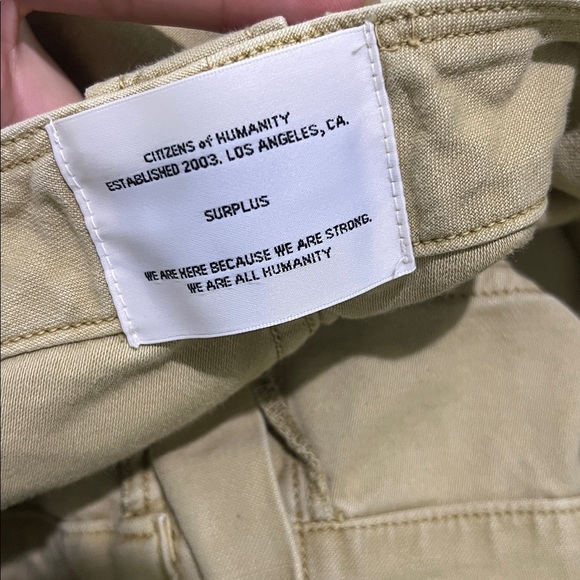 CITIZENS of HUMANITY
ESTABLISHED 2003. LOS ANGELES, CA.
SURPLUS
WE ARE HERE BECAUSE WE ARE STRONG.
WE ARE ALL HUMANITY